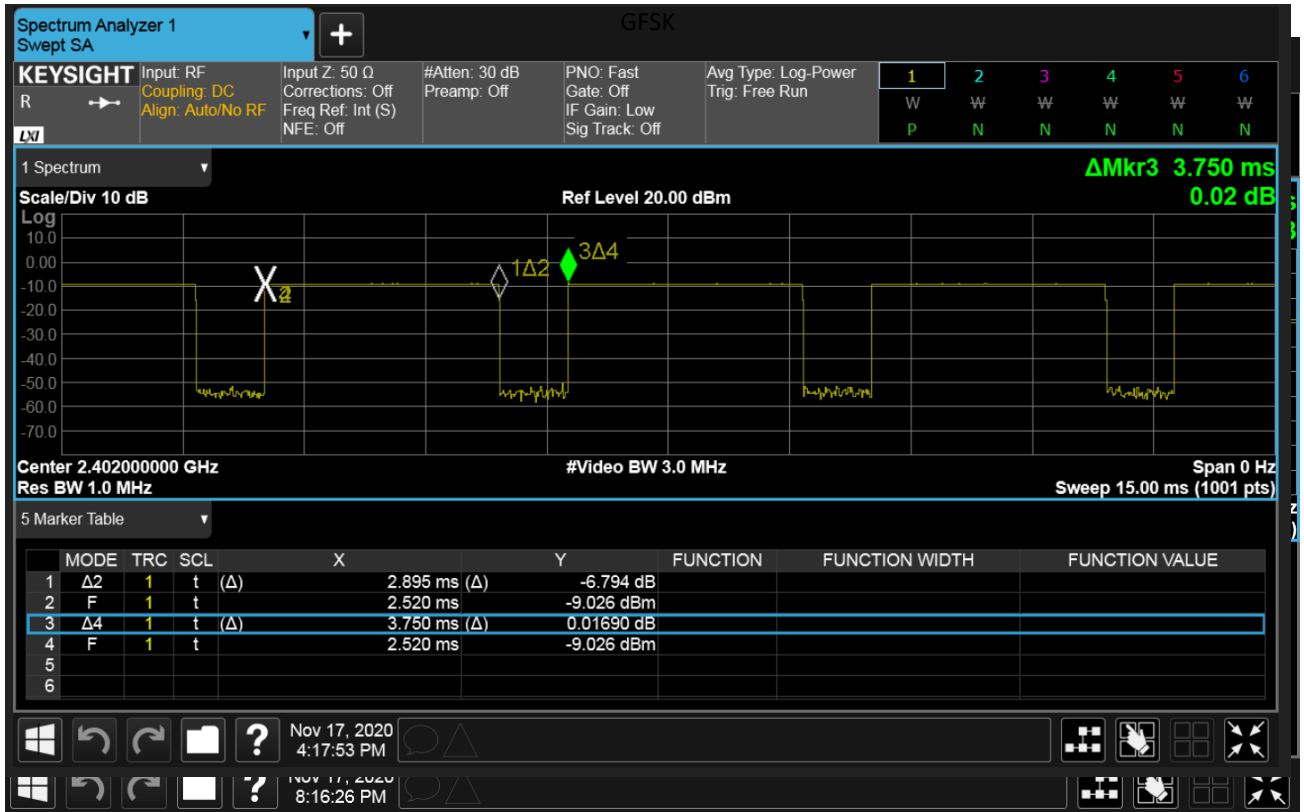 GFSK
Spectrum Analyzer 1
Swept SA
+
KEYSIGHT
R
LXI
Input: RF
Coupling: DC
Align: Auto/No RF
Input Z: 50 Ω
Corrections: Off
Freq Ref: Int (S)
NFE: Off
#Atten: 30 dB
Preamp: Off
PNO: Fast
Gate: Off
IF Gain: Low
Sig Track: Off
Avg Type: Log-Power
Trig: Free Run
1 2 3 4 5 6
W W W W W W
P N N N N N
1 Spectrum
ΔMkr3 3.750 ms
0.02 dB
Scale/Div 10 dB
Ref Level 20.00 dBm
Log
10.0
0.00
-10.0
-20.0
-30.0
-40.0
-50.0
-60.0
-70.0
1Δ2
3Δ4
Center 2.402000000 GHz
#Video BW 3.0 MHz
Span 0 Hz
Res BW 1.0 MHz
Sweep 15.00 ms (1001 pts)
5 Marker Table
MODE TRC SCL X Y FUNCTION FUNCTION WIDTH FUNCTION VALUE
1 Δ2 1 t (Δ) 2.895 ms (Δ) -6.794 dB
2 F 1 t 2.520 ms -9.026 dBm
3 Δ4 1 t (Δ) 3.750 ms (Δ) 0.01690 dB
4 F 1 t 2.520 ms -9.026 dBm
5
6
?
Nov 17, 2020
4:17:53 PM
?
Nov 17, 2020
8:16:26 PM